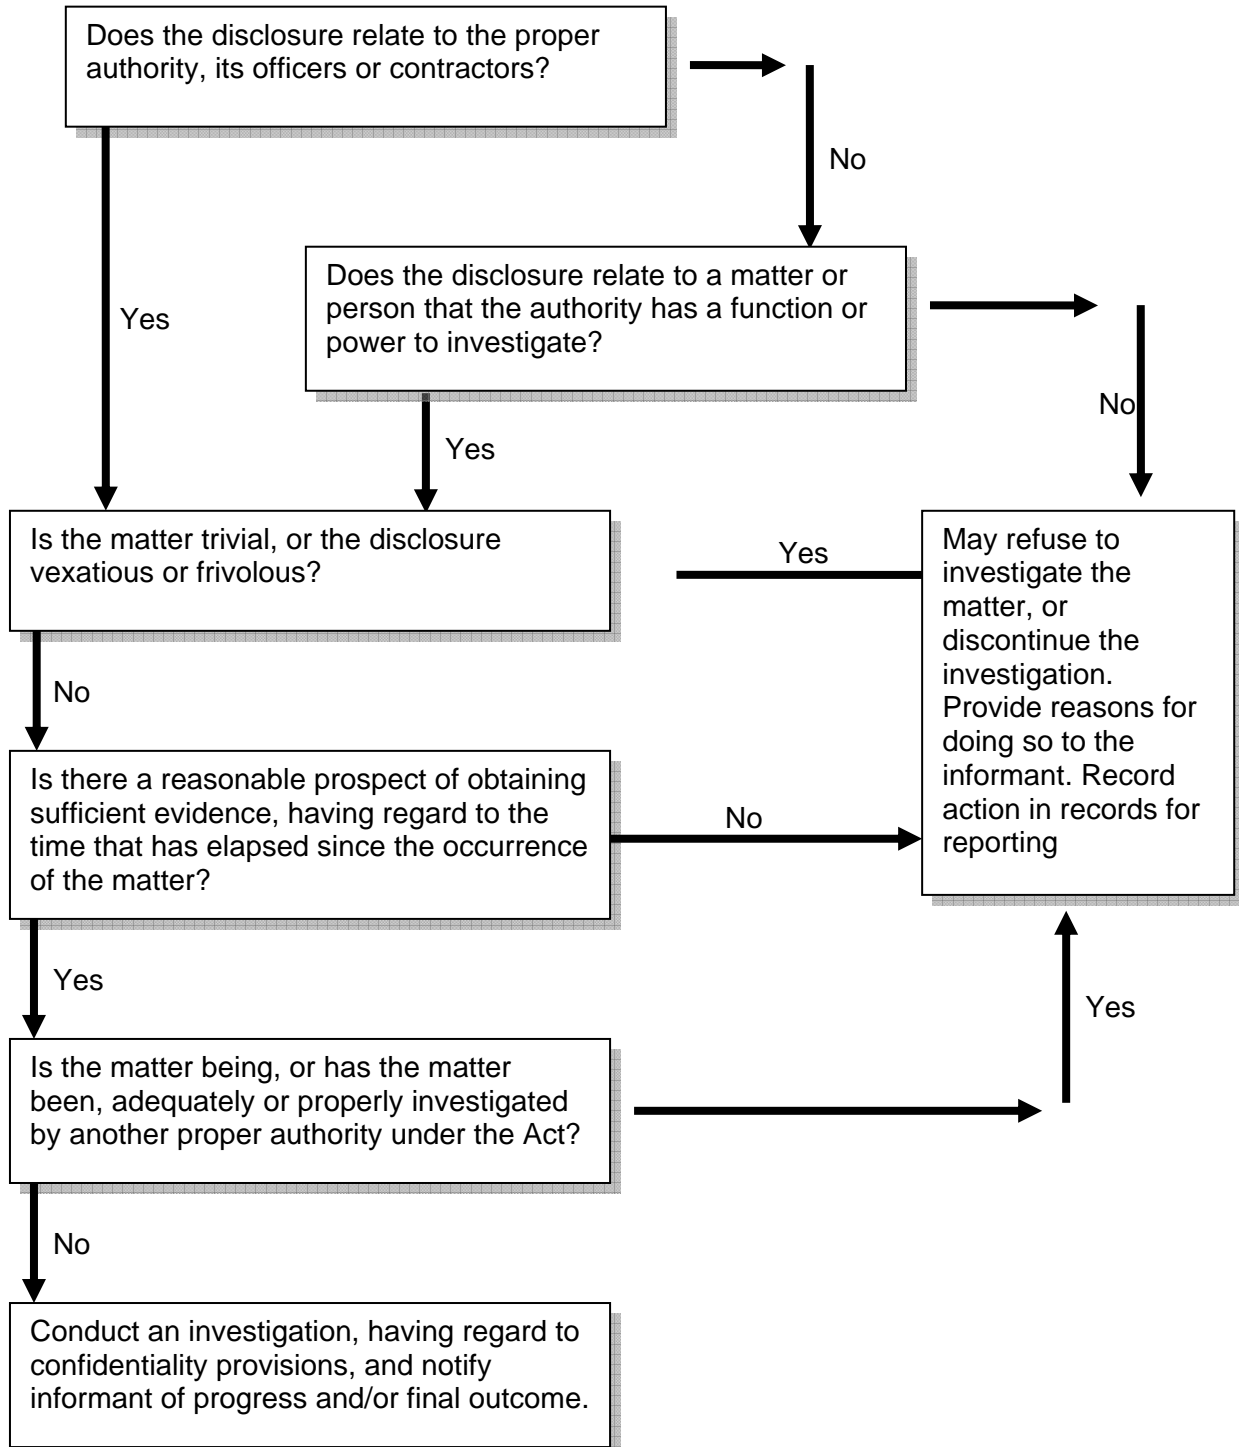 Does the disclosure relate to the proper
authority, its officers or contractors?
No
Does the disclosure relate to a matter or
person that the authority has a function or
power to investigate?
Yes
No
Yes
Is the matter trivial, or the disclosure
vexatious or frivolous?
Yes
May refuse to
investigate the
matter, or
discontinue the
investigation.
Provide reasons for
doing so to the
informant. Record
action in records for
reporting
No
Is there a reasonable prospect of obtaining
sufficient evidence, having regard to the
time that has elapsed since the occurrence
of the matter?
No
Yes
Yes
Is the matter being, or has the matter
been, adequately or properly investigated
by another proper authority under the Act?
No
Conduct an investigation, having regard to
confidentiality provisions, and notify
informant of progress and/or final outcome.